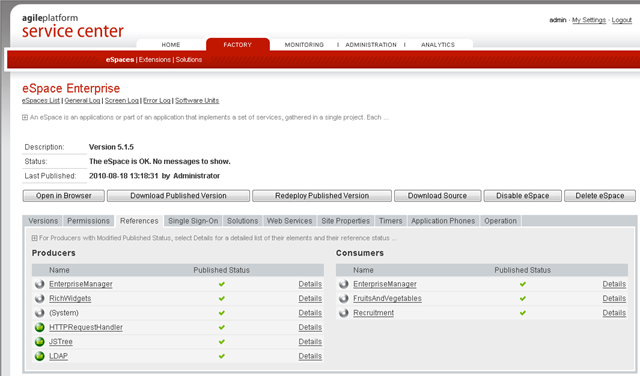 agileplatform
service center
admin - My Settings - Logout
HOME FACTORY MONITORING | ADMINISTRATION | ANALYTICS
eSpaces | Extensions | Solutions
eSpace Enterprise
eSpaces List | General Log | Screen Log | Error Log | Software Units
An eSpace is an applications or part of an application that implements a set of services, gathered in a single project. Each ...
Description: Version 5.1.5
Status: The eSpace is OK. No messages to show.
Last Published: 2010-08-18 13:18:31 by Administrator
Open in Browser Download Published Version Redeploy Published Version Download Source Disable eSpace Delete eSpace
Versions Permissions References Single Sign-On Solutions Web Services Site Properties Timers Application Phones Operation
For Producers with Modified Published Status, select Details for a detailed list of their elements and their reference status ...
Producers Consumers
Name Published Status Name Published Status
EnterpriseManager Details EnterpriseManager Details
RichWidgets Details FruitsAndVegetables Details
(System) Details Recruitment Details
HTTPRequestHandler Details
JSTree Details
LDAP Details